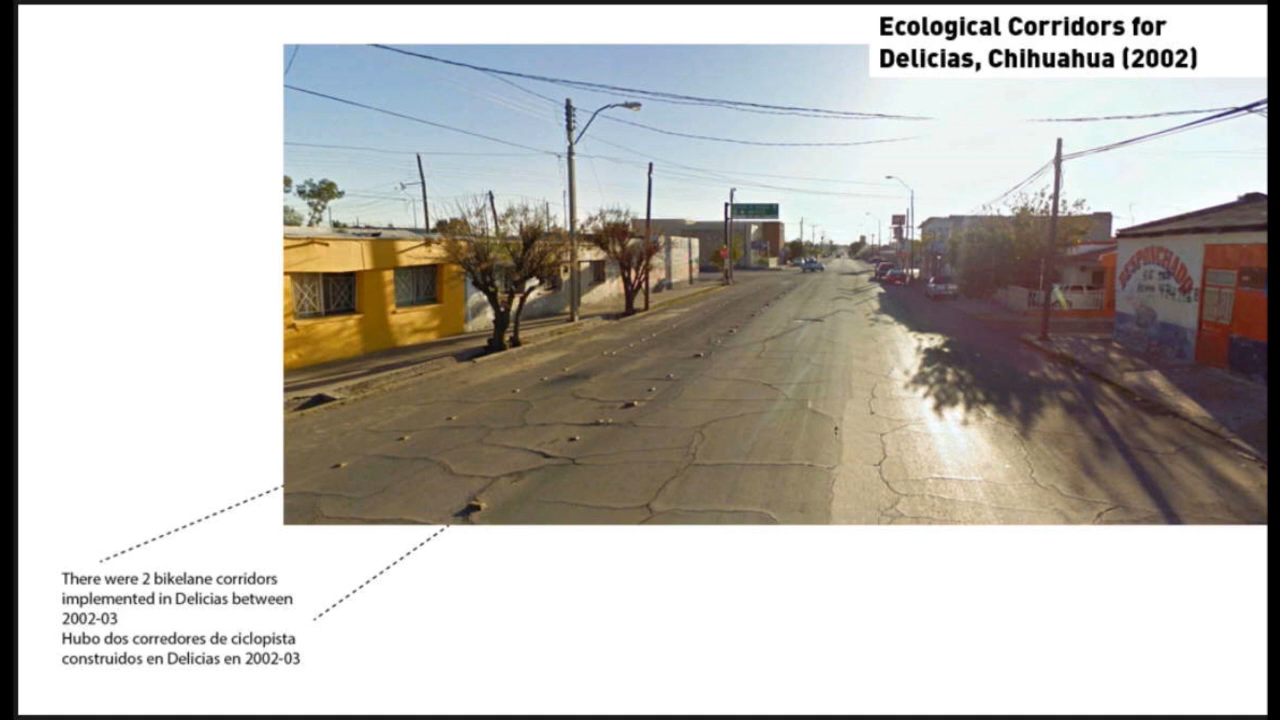 Ecological Corridors for
Delicias, Chihuahua (2002)
There were 2 bikelane corridors
implemented in Delicias between
2002-03
Hubo dos corredores de ciclopista
construidos en Delicias en 2002-03